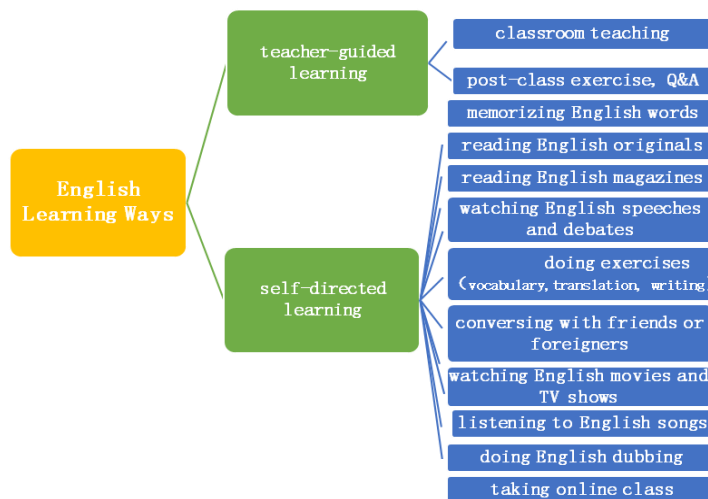 English
Learning Ways
teacher-guided
learning
self-directed
learning
classroom teaching
post-class exercise, Q&A
memorizing English words
reading English originals
reading English magazines
watching English speeches
and debates
doing exercises
(vocabulary, translation, writing)
conversing with friends or
foreigners
watching English movies and
TV shows
listening to English songs
doing English dubbing
taking online class